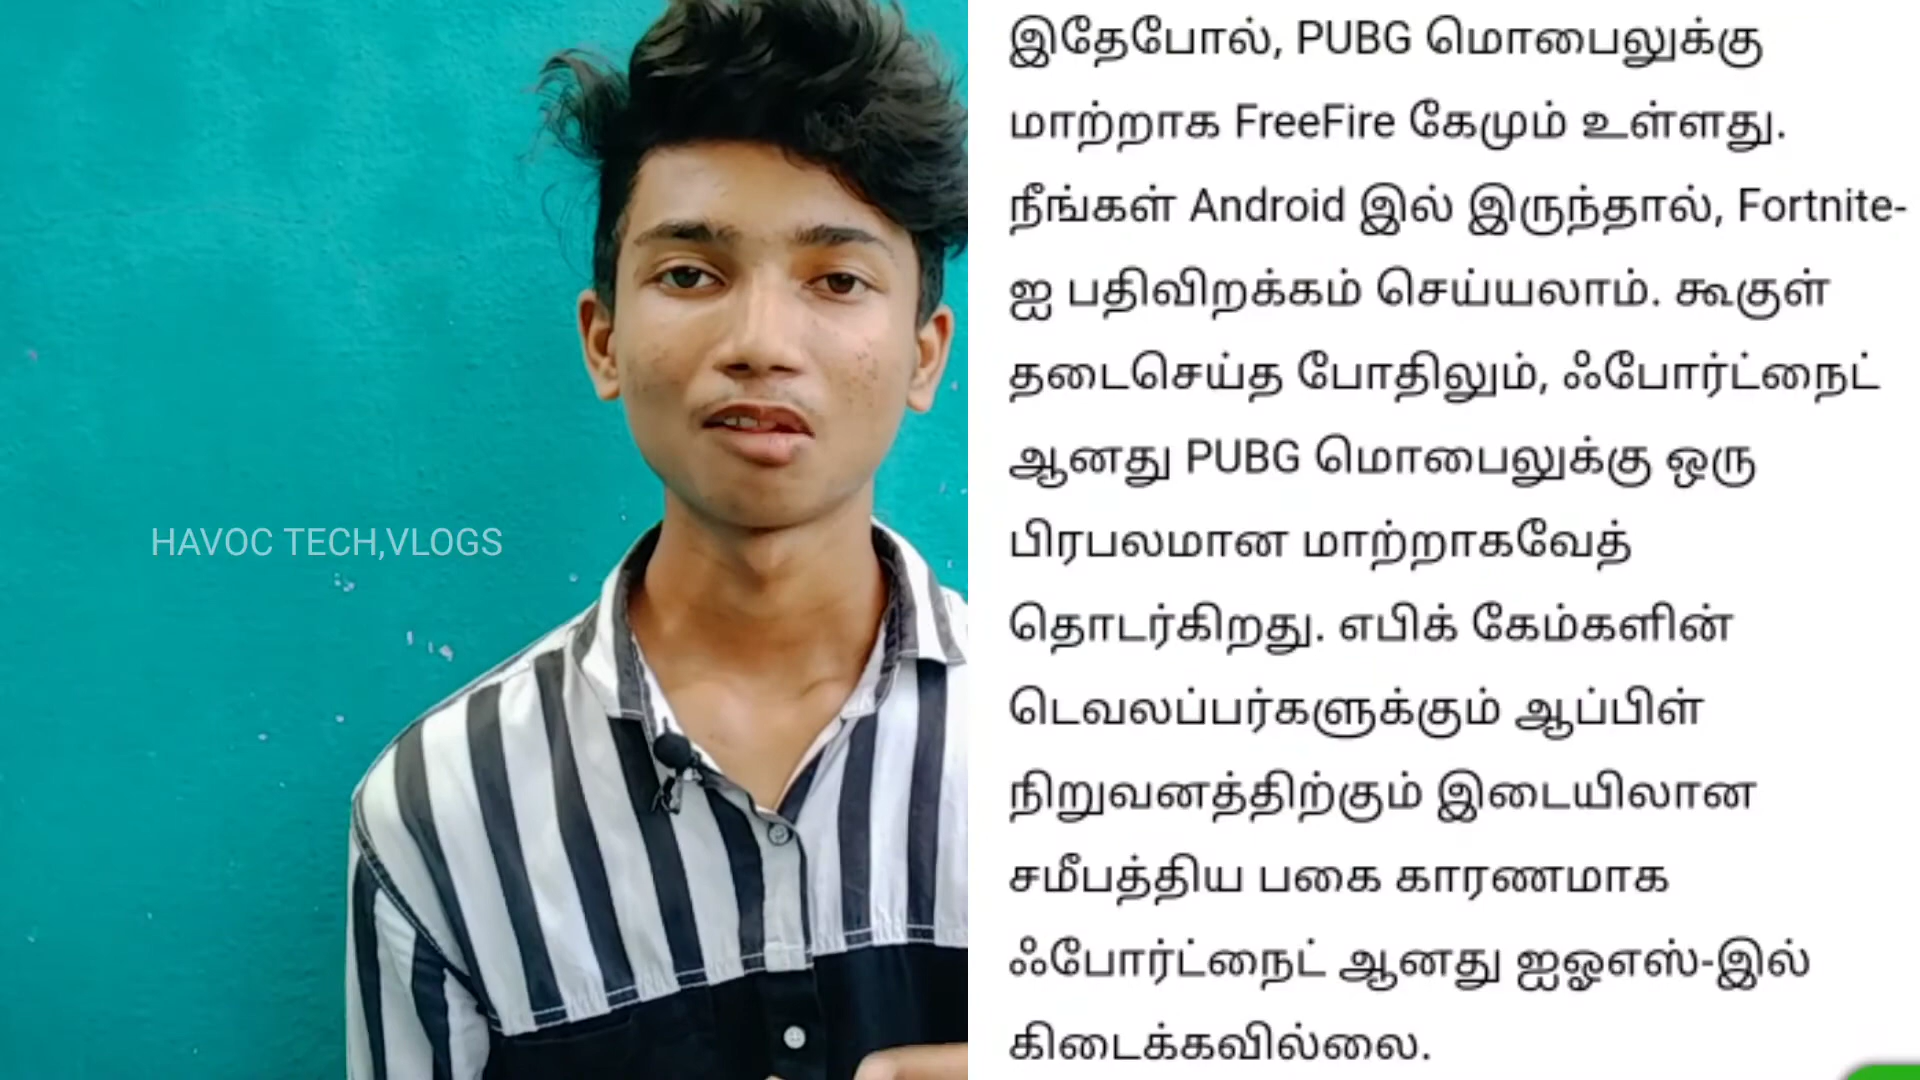 HAVOC TECH,VLOGS
இதேபோல், PUBG மொபைலுக்கு
மாற்றாக FreeFire கேமும் உள்ளது.
நீங்கள் Android இல் இருந்தால், Fortnite-
ஐ பதிவிறக்கம் செய்யலாம். கூகுள்
தடைசெய்த போதிலும், ஃபோர்ட்நைட்
ஆனது PUBG மொபைலுக்கு ஒரு
பிரபலமான மாற்றாகவேத்
தொடர்கிறது. எபிக் கேம்களின்
டெவலப்பர்களுக்கும் ஆப்பிள்
நிறுவனத்திற்கும் இடையிலான
சமீபத்திய பகை காரணமாக
ஃபோர்ட்நைட் ஆனது ஐஓஎஸ்-இல்
கிடைக்கவில்லை.